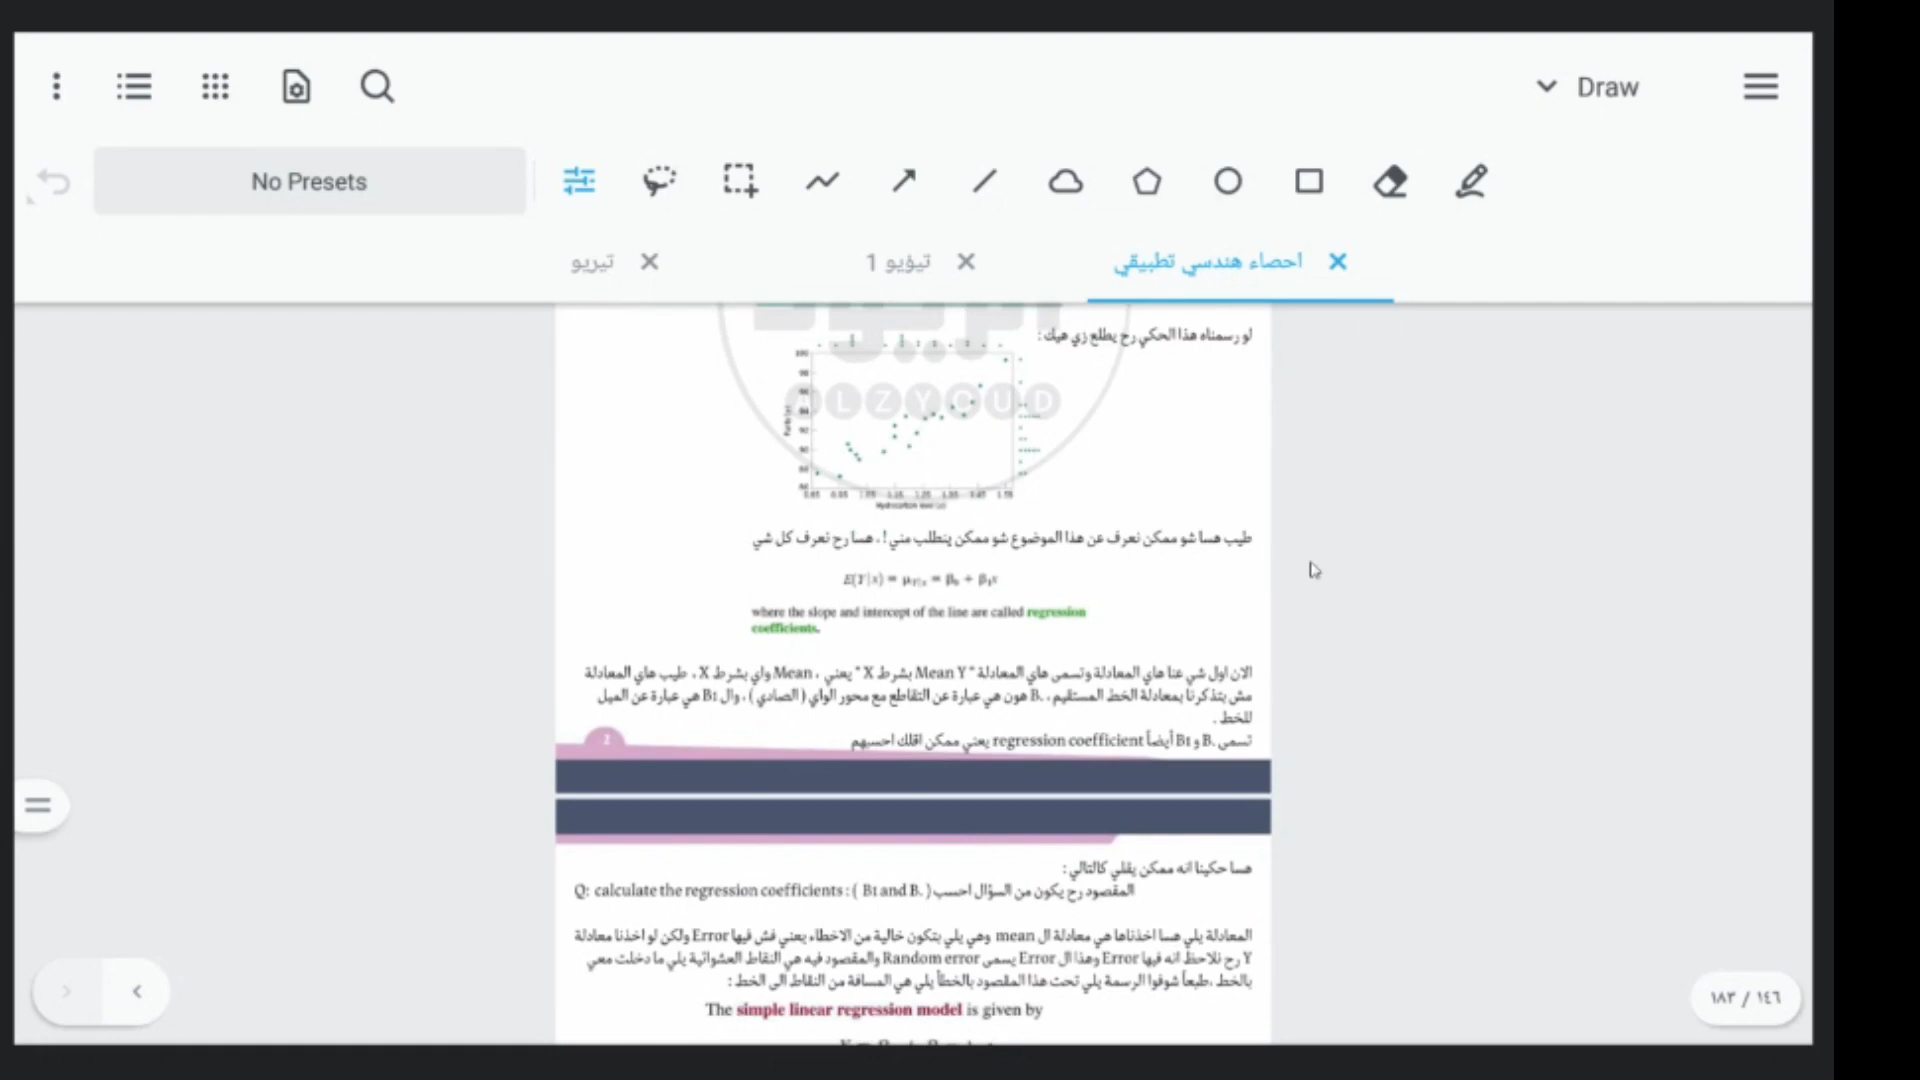 Draw
No Presets
تيريو
تيؤيو 1
احصاء هندسي تطبيقي
لو رسمناه هذا الحكي رح يطلع زي هيك :
ALZYOUD
طيب هسا شو ممكن نعرف عن هذا الموضوع شو ممكن ينطلب مني ! ، هسا رح نعرف كل شي
E(Y|x) = μY|x = β0 + β1x
where the slope and intercept of the line are called regression
coefficients.
الان اول شي عنا هاي المعادلة وتسمى هاي المعادلة " Mean Y بشرط X " يعني ، Mean واي بشرط X ، طيب هاي المعادلة
مش بتذكرنا بمعادلة الخط المستقيم ، B. هون هي عبارة عن التقاطع مع محور الواي ( الصادي ) ، وال B1 هي عبارة عن الميل
للخط .
تسمى B. و B1 أيضاً regression coefficient يعني ممكن اقلك احسبهم
2
هسا حكينا انه ممكن يقلي كالتالي :
Q: calculate the regression coefficients : ( B1 and B. ) المقصود رح يكون من السؤال احسب
المعادلة يلي هسا اخذناها هي معادلة ال mean وهي يلي بتكون خالية من الاخطاء يعني فش فيها Error ولكن لو اخذنا معادلة
Y رح نلاحظ انه فيها Error وهذا ال Error يسمى Random error والمقصود فيه هي النقاط العشوائية يلي ما دخلت معي
بالخط ،طبعاً شوفوا الرسمة يلي تحت هذا المقصود بالخطأ يلي هي المسافة من النقاط الى الخط :
The simple linear regression model is given by
١٤٦ / ١٨٣